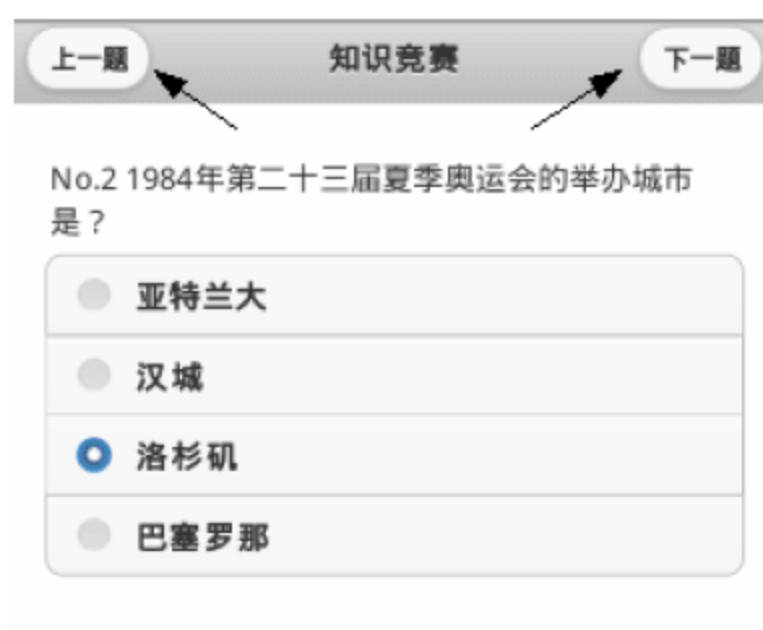 上一题 知识竞赛 下一题
No.2 1984年第二十三届夏季奥运会的举办城市
是？
亚特兰大
汉城
洛杉矶
巴塞罗那